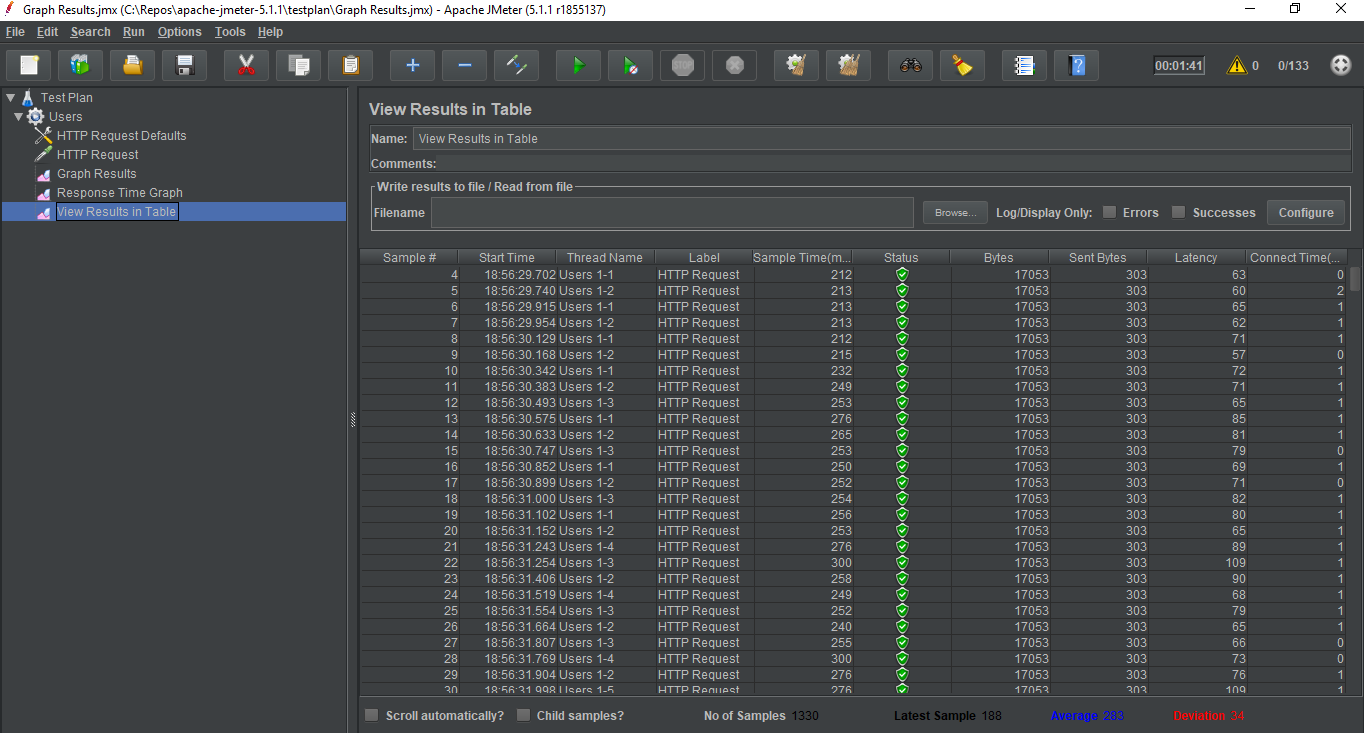 Graph Results.jmx (C:\Repos\apache-jmeter-5.1.1\testplan\Graph Results.jmx) - Apache JMeter (5.1.1 r1855137)
File Edit Search Run Options Tools Help
STOP 00:01:41 0 0/133
Test Plan
Users
HTTP Request Defaults
HTTP Request
Graph Results
Response Time Graph
View Results in Table
View Results in Table
Name: View Results in Table
Comments:
Write results to file / Read from file
Filename Browse... Log/Display Only: Errors Successes Configure
Sample # Start Time Thread Name Label Sample Time(m... Status Bytes Sent Bytes Latency Connect Time(...
4 18:56:29.702 Users 1-1 HTTP Request 212 17053 303 63 0
5 18:56:29.740 Users 1-2 HTTP Request 213 17053 303 60 2
6 18:56:29.915 Users 1-1 HTTP Request 213 17053 303 65 1
7 18:56:29.954 Users 1-2 HTTP Request 213 17053 303 62 1
8 18:56:30.129 Users 1-1 HTTP Request 212 17053 303 71 1
9 18:56:30.168 Users 1-2 HTTP Request 215 17053 303 57 0
10 18:56:30.342 Users 1-1 HTTP Request 232 17053 303 72 1
11 18:56:30.383 Users 1-2 HTTP Request 249 17053 303 71 1
12 18:56:30.493 Users 1-3 HTTP Request 253 17053 303 65 1
13 18:56:30.575 Users 1-1 HTTP Request 276 17053 303 85 1
14 18:56:30.633 Users 1-2 HTTP Request 265 17053 303 81 1
15 18:56:30.747 Users 1-3 HTTP Request 253 17053 303 79 0
16 18:56:30.852 Users 1-1 HTTP Request 250 17053 303 69 1
17 18:56:30.899 Users 1-2 HTTP Request 252 17053 303 71 0
18 18:56:31.000 Users 1-3 HTTP Request 254 17053 303 82 1
19 18:56:31.102 Users 1-1 HTTP Request 256 17053 303 80 1
20 18:56:31.152 Users 1-2 HTTP Request 253 17053 303 65 1
21 18:56:31.243 Users 1-4 HTTP Request 276 17053 303 89 1
22 18:56:31.254 Users 1-3 HTTP Request 300 17053 303 109 1
23 18:56:31.406 Users 1-2 HTTP Request 258 17053 303 90 1
24 18:56:31.519 Users 1-4 HTTP Request 249 17053 303 68 1
25 18:56:31.554 Users 1-3 HTTP Request 252 17053 303 79 1
26 18:56:31.664 Users 1-2 HTTP Request 240 17053 303 65 1
27 18:56:31.807 Users 1-3 HTTP Request 255 17053 303 66 0
28 18:56:31.769 Users 1-4 HTTP Request 300 17053 303 73 0
29 18:56:31.904 Users 1-2 HTTP Request 276 17053 303 76 1
30 18:56:31.998 Users 1-5 HTTP Request 276 17053 303 109 1
Scroll automatically? Child samples? No of Samples 1330 Latest Sample 188 Average 283 Deviation 34